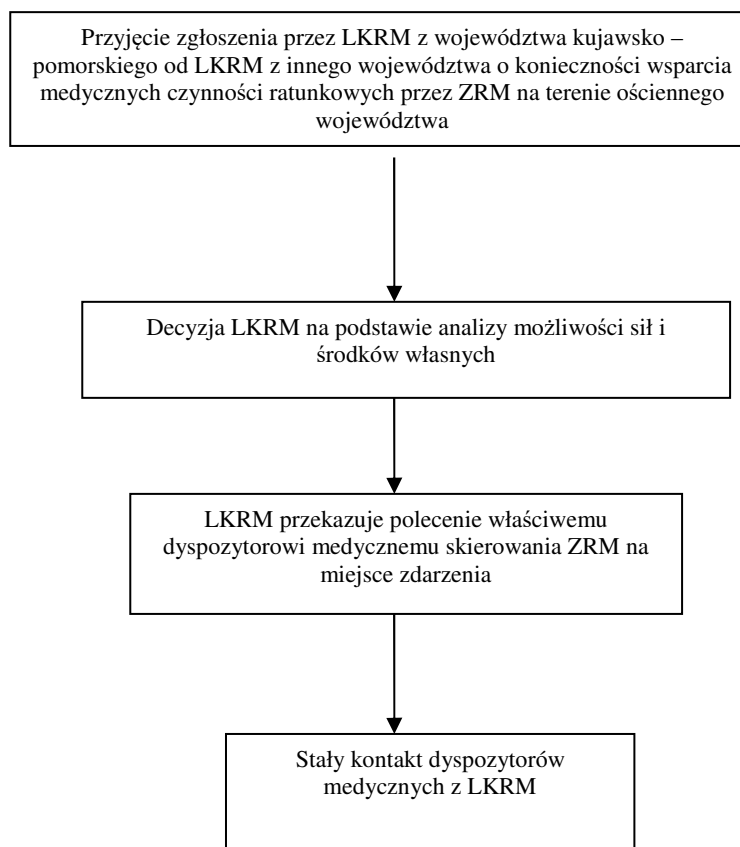 Przyjęcie zgłoszenia przez LKRM z województwa kujawsko –
pomorskiego od LKRM z innego województwa o konieczności wsparcia
medycznych czynności ratunkowych przez ZRM na terenie ościennego
województwa
Decyzja LKRM na podstawie analizy możliwości sił i
środków własnych
LKRM przekazuje polecenie właściwemu
dyspozytorowi medycznemu skierowania ZRM na
miejsce zdarzenia
Stały kontakt dyspozytorów
medycznych z LKRM